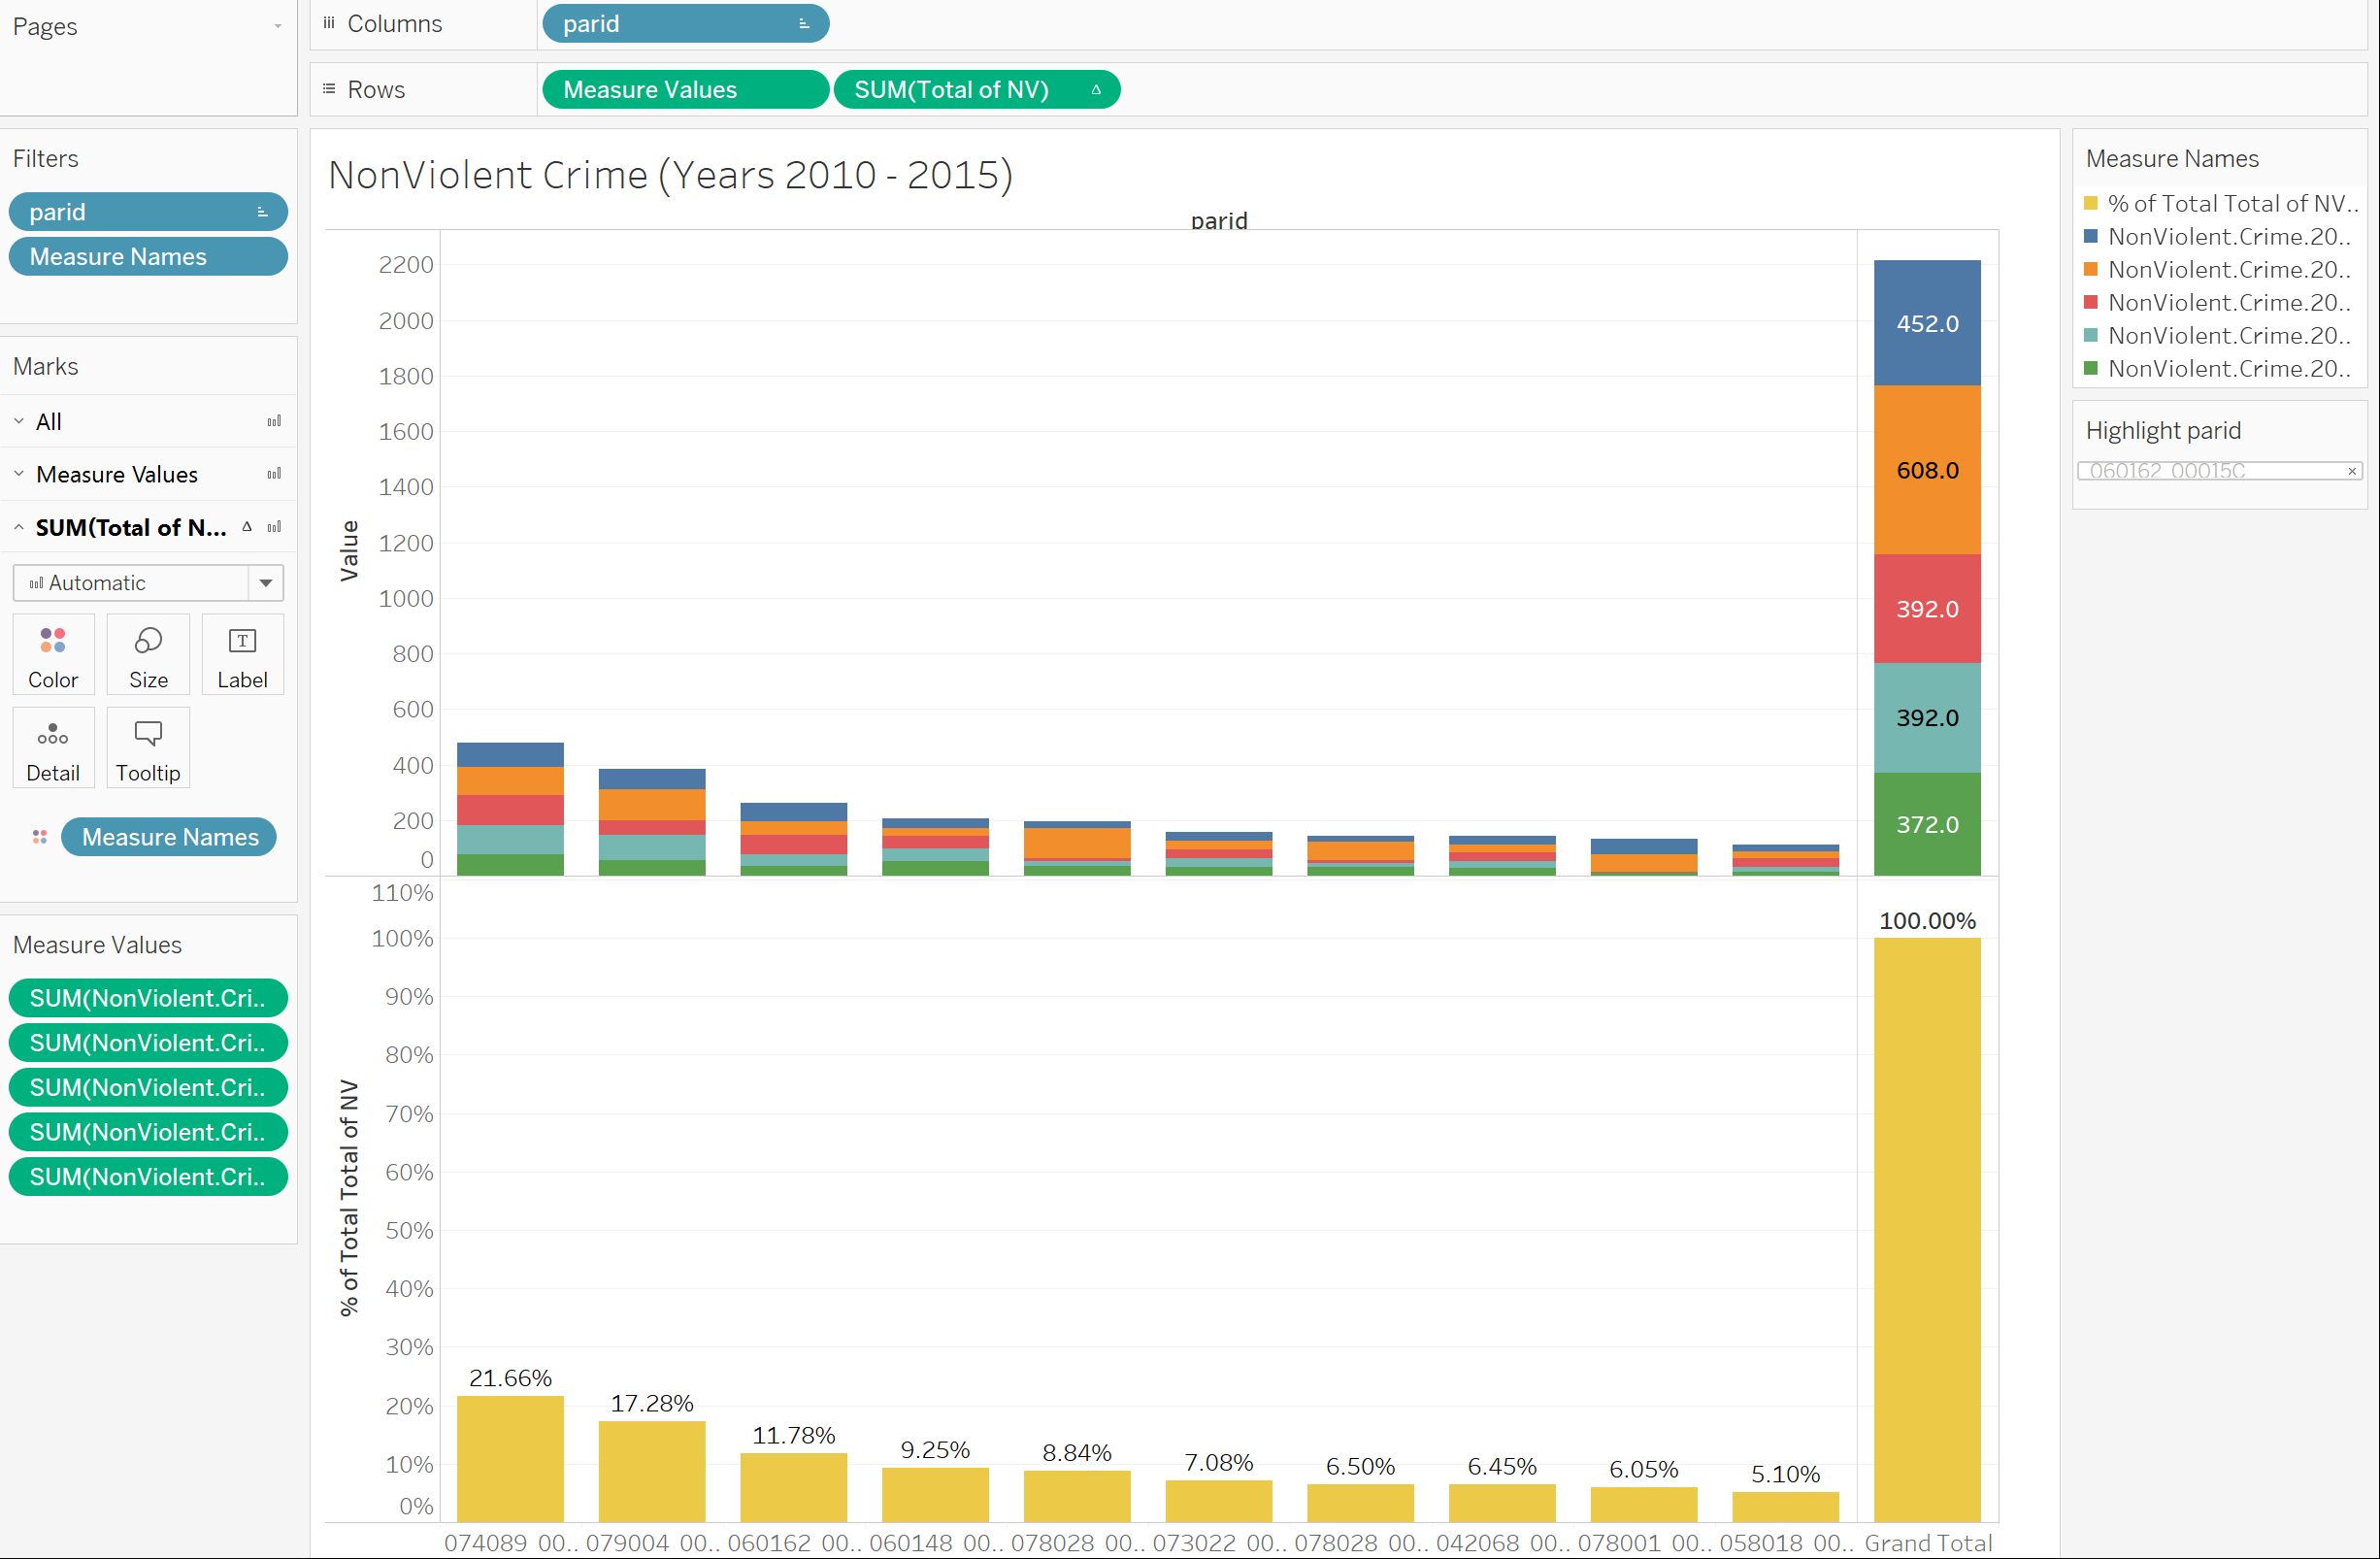 Pages
Columns
parid
Rows
Measure Values
SUM(Total of NV)
Filters
parid
Measure Names
Marks
All
Measure Values
SUM(Total of N...
Automatic
Color
Size
Label
Detail
Tooltip
Measure Names
Measure Values
SUM(NonViolent.Cri..
SUM(NonViolent.Cri..
SUM(NonViolent.Cri..
SUM(NonViolent.Cri..
SUM(NonViolent.Cri..
NonViolent Crime (Years 2010 - 2015)
parid
Value
2200
2000
1800
1600
1400
1200
1000
800
600
400
200
0
452.0
608.0
392.0
392.0
372.0
% of Total Total of NV
110%
100%
90%
80%
70%
60%
50%
40%
30%
20%
10%
0%
21.66%
17.28%
11.78%
9.25%
8.84%
7.08%
6.50%
6.45%
6.05%
5.10%
100.00%
074089 00.. 079004 00.. 060162 00.. 060148 00.. 078028 00.. 073022 00.. 078028 00.. 042068 00.. 078001 00.. 058018 00.. Grand Total
Measure Names
% of Total Total of NV..
NonViolent.Crime.20..
NonViolent.Crime.20..
NonViolent.Crime.20..
NonViolent.Crime.20..
NonViolent.Crime.20..
Highlight parid
060162 00015C